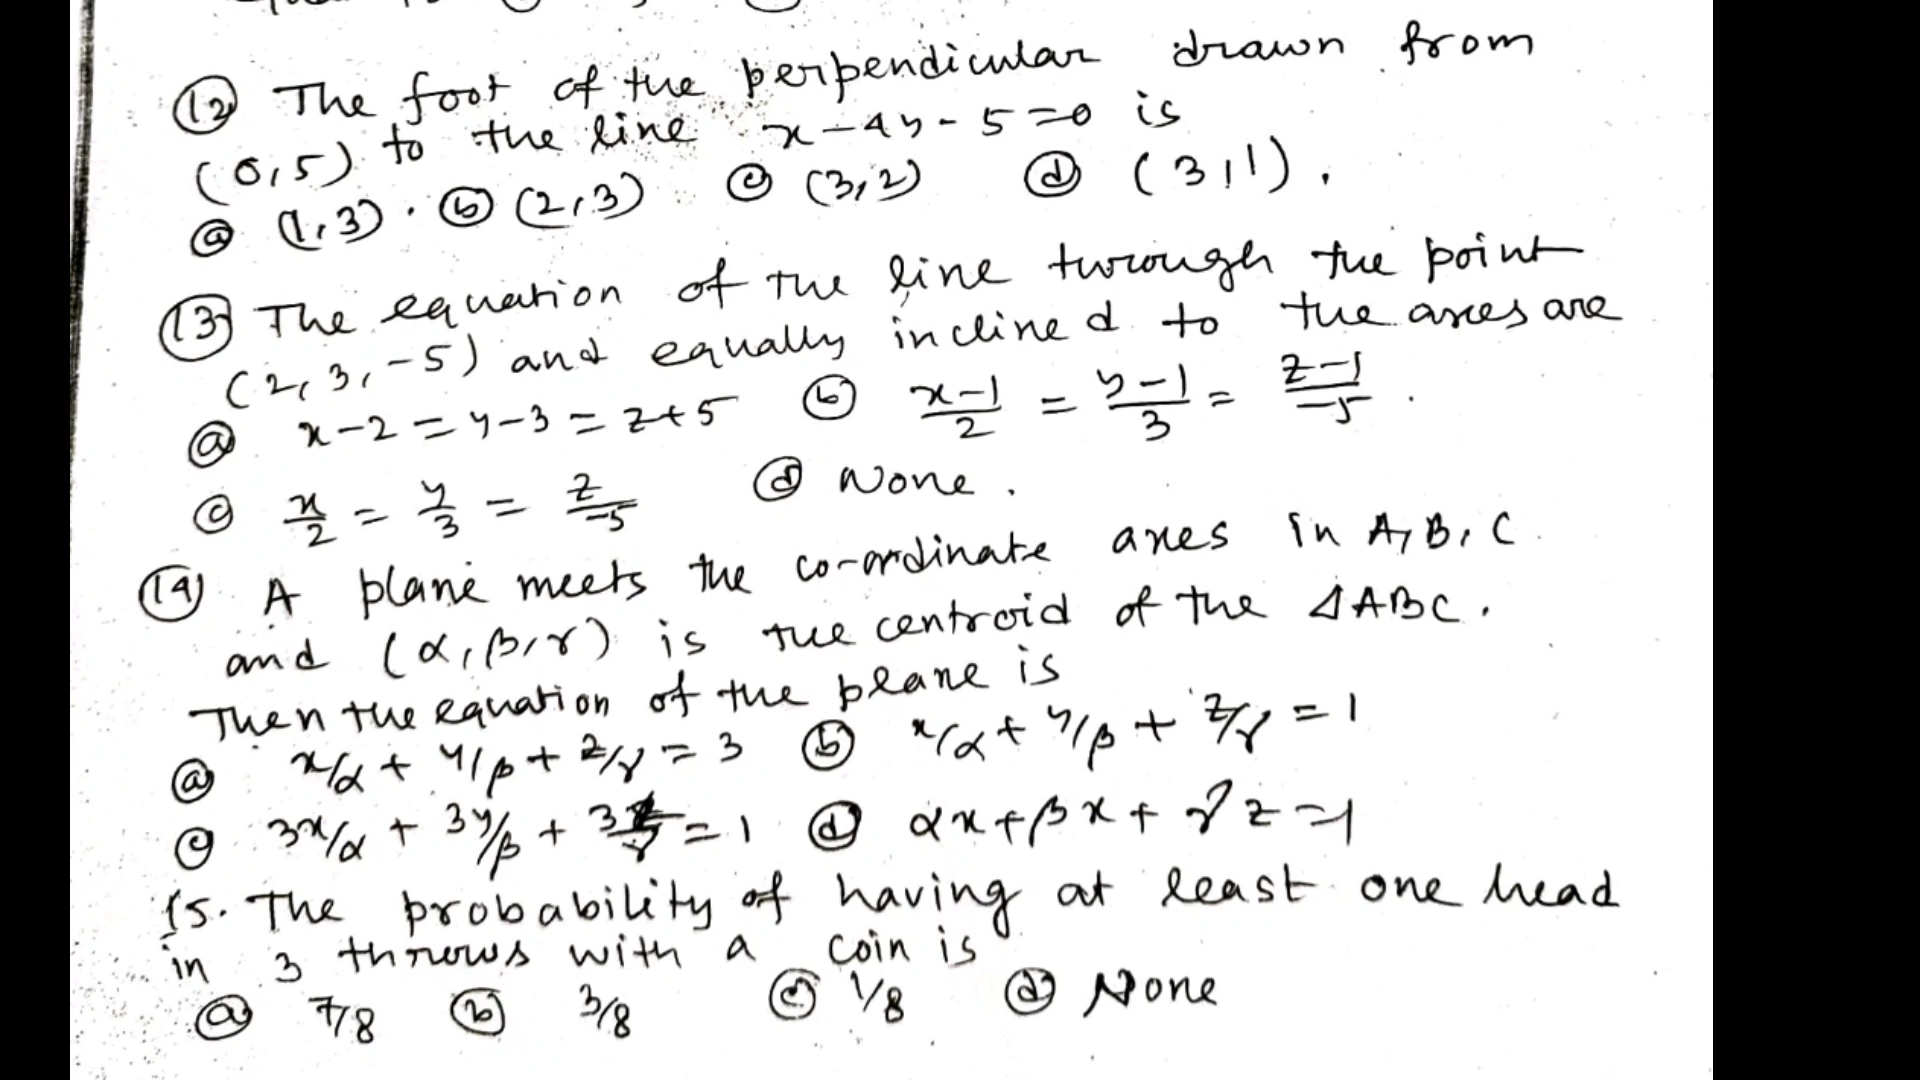 (12) The foot of the perpendicular drawn from
(0,5) to the line x-4y-5=0 is
(a) (1,3). (b) (2,3) (c) (3,2) (d) (3,1).
(13) The equation of the line through the point
(2,3,-5) and equally inclined to the axes are
(a) x-2=y-3=z+5 (b) x-1/2 = y-1/3 = z-1/-5.
(c) x/2 = y/3 = z/-5 (d) None.
(14) A plane meets the co-ordinate axes in A, B, C
and (α, β, γ) is the centroid of the ΔABC.
Then the equation of the plane is
(a) x/α + y/β + z/γ = 3 (b) x/α + y/β + z/γ = 1
(c) 3x/α + 3y/β + 3z/γ = 1 (d) αx+βx+γz=1
15. The probability of having at least one head
in 3 throws with a coin is
(a) 7/8 (b) 3/8 (c) 1/8 (d) None